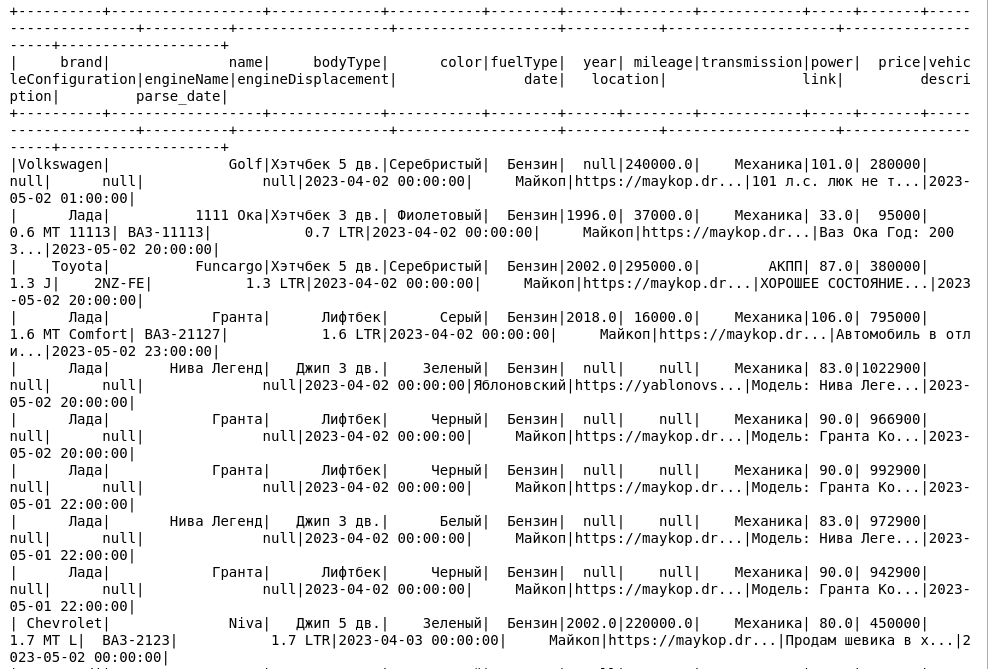 +----------+------------------+-------------+-----------+--------+------+--------+------------+-----+-------+-----
---------------+----------+------------------+-------------------+-----------+--------------------+---------------
-----+-------------------+
|     brand|              name|     bodyType|      color|fuelType|  year| mileage|transmission|power|  price|vehic
leConfiguration|engineName|engineDisplacement|               date|   location|                link|         descri
ption|         parse_date|
+----------+------------------+-------------+-----------+--------+------+--------+------------+-----+-------+-----
---------------+----------+------------------+-------------------+-----------+--------------------+---------------
-----+-------------------+
|Volkswagen|              Golf|Хэтчбек 5 дв.|Серебристый|  Бензин|  null|240000.0|    Механика|101.0| 280000|
null|      null|              null|2023-04-02 00:00:00|     Майкоп|https://maykop.dr...|101 л.с. люк не т...|2023-
05-02 01:00:00|
|      Лада|          1111 Ока|Хэтчбек 3 дв.| Фиолетовый|  Бензин|1996.0| 37000.0|    Механика| 33.0|  95000|
0.6 MT 11113| ВАЗ-11113|           0.7 LTR|2023-04-02 00:00:00|     Майкоп|https://maykop.dr...|Ваз Ока Год: 200
3...|2023-05-02 20:00:00|
|    Toyota|          Funcargo|Хэтчбек 5 дв.|Серебристый|  Бензин|2002.0|295000.0|        АКПП| 87.0| 380000|
1.3 J|    2NZ-FE|           1.3 LTR|2023-04-02 00:00:00|     Майкоп|https://maykop.dr...|ХОРОШЕЕ СОСТОЯНИЕ...|2023
-05-02 20:00:00|
|      Лада|            Гранта|      Лифтбек|      Серый|  Бензин|2018.0| 16000.0|    Механика|106.0| 795000|
1.6 MT Comfort| ВАЗ-21127|           1.6 LTR|2023-04-02 00:00:00|     Майкоп|https://maykop.dr...|Автомобиль в отл
и...|2023-05-02 23:00:00|
|      Лада|       Нива Легенд|   Джип 3 дв.|    Зеленый|  Бензин|  null|    null|    Механика| 83.0|1022900|
null|      null|              null|2023-04-02 00:00:00|Яблоновский|https://yablonovs...|Модель: Нива Леге...|2023-
05-02 20:00:00|
|      Лада|            Гранта|      Лифтбек|     Черный|  Бензин|  null|    null|    Механика| 90.0| 966900|
null|      null|              null|2023-04-02 00:00:00|     Майкоп|https://maykop.dr...|Модель: Гранта Ко...|2023-
05-02 20:00:00|
|      Лада|            Гранта|      Лифтбек|     Черный|  Бензин|  null|    null|    Механика| 90.0| 992900|
null|      null|              null|2023-04-02 00:00:00|     Майкоп|https://maykop.dr...|Модель: Гранта Ко...|2023-
05-01 22:00:00|
|      Лада|       Нива Легенд|   Джип 3 дв.|      Белый|  Бензин|  null|    null|    Механика| 83.0| 972900|
null|      null|              null|2023-04-02 00:00:00|     Майкоп|https://maykop.dr...|Модель: Нива Леге...|2023-
05-01 22:00:00|
|      Лада|            Гранта|      Лифтбек|     Черный|  Бензин|  null|    null|    Механика| 90.0| 942900|
null|      null|              null|2023-04-02 00:00:00|     Майкоп|https://maykop.dr...|Модель: Гранта Ко...|2023-
05-01 22:00:00|
| Chevrolet|              Niva|   Джип 5 дв.|    Зеленый|  Бензин|2002.0|220000.0|    Механика| 80.0| 450000|
1.7 MT L|  ВАЗ-2123|           1.7 LTR|2023-04-03 00:00:00|     Майкоп|https://maykop.dr...|Продам шевика в х...|2
023-05-02 00:00:00|